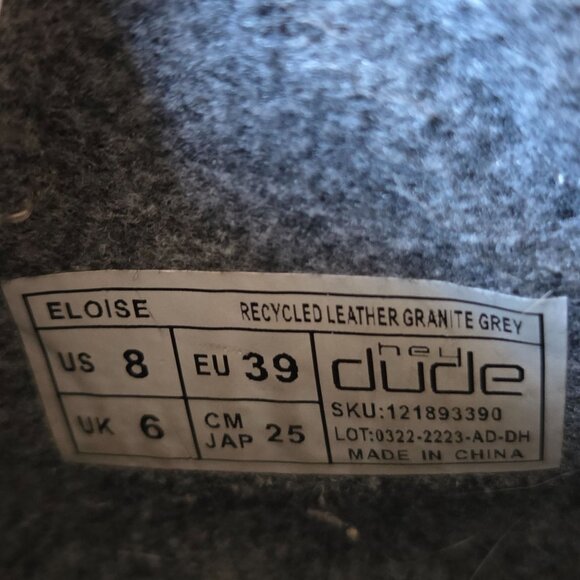 ELOISE RECYCLED LEATHER GRANITE GREY
US 8 EU 39 hey dude
UK 6 CM JAP 25 SKU:121893390
LOT:0322-2223-AD-DH
MADE IN CHINA